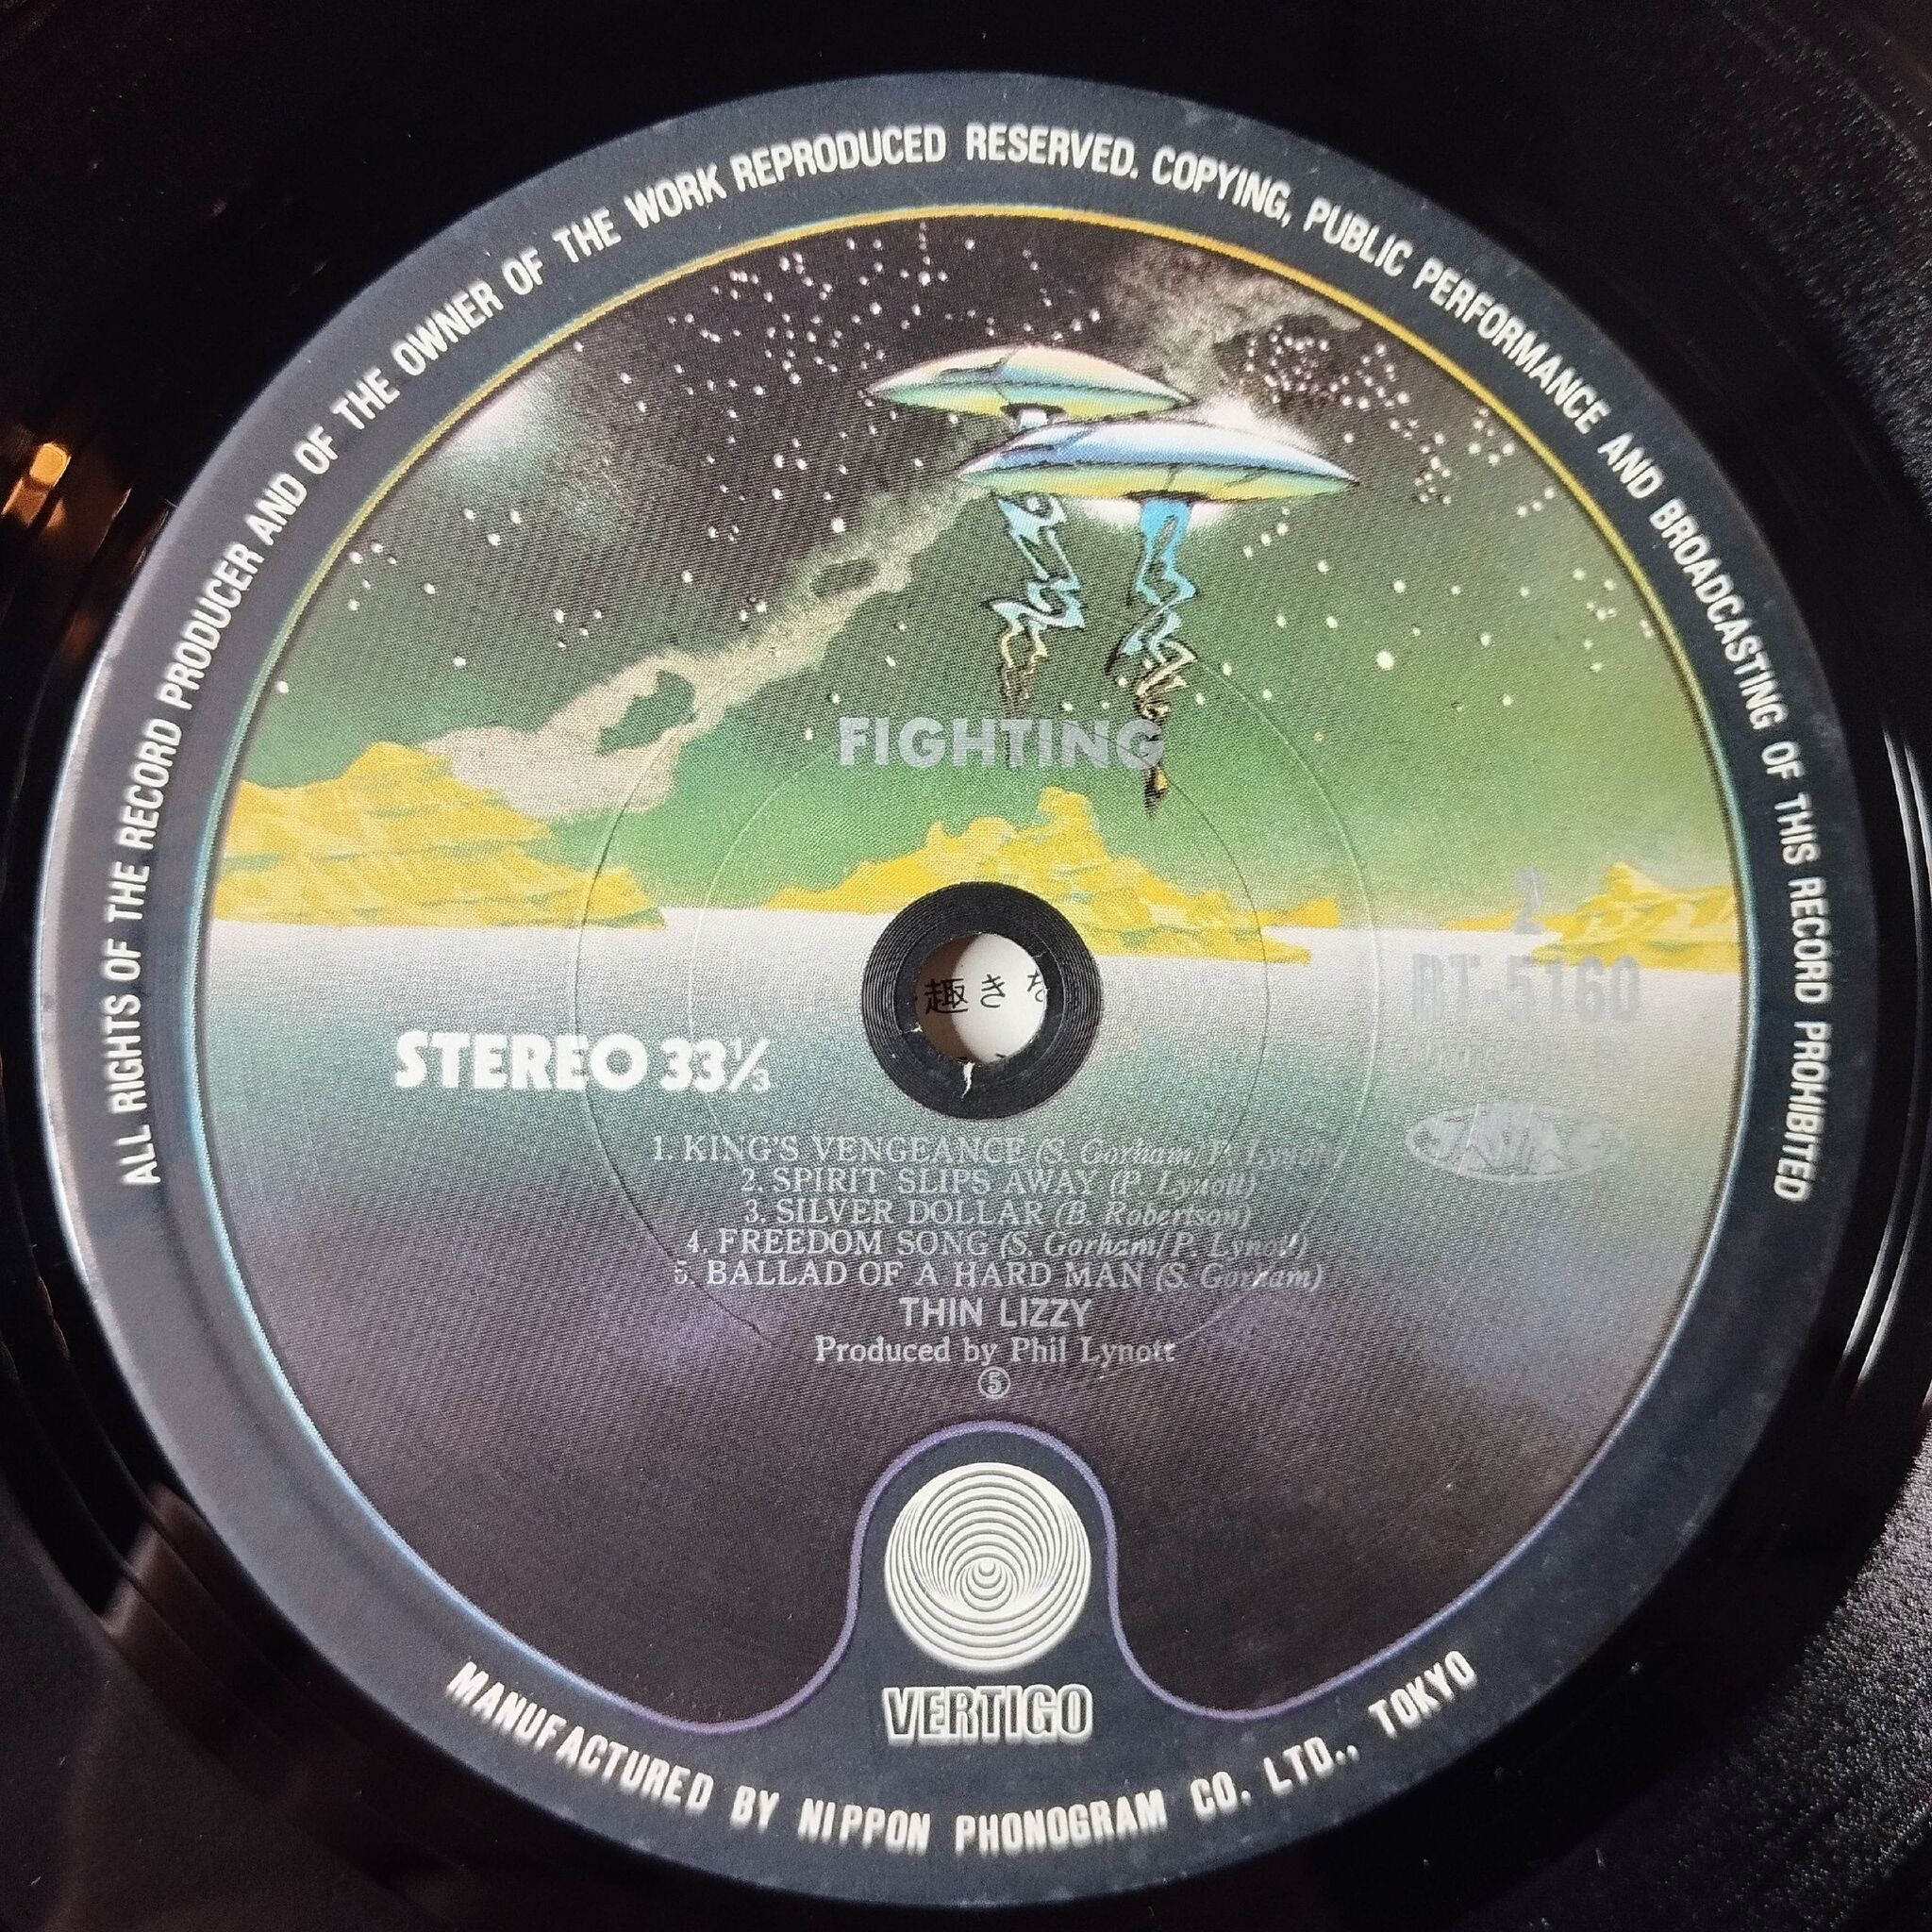 ALL RIGHTS OF THE RECORD PRODUCER AND OF THE OWNER OF THE WORK REPRODUCED RESERVED. COPYING, PUBLIC PERFORMANCE AND BROADCASTING OF THIS RECORD PROHIBITED
FIGHTING
2
RT-5160
趣き
STEREO 33⅓
JASRAC
1. KING'S VENGEANCE (S. Gorham/P. Lynott)
2. SPIRIT SLIPS AWAY (P. Lynott)
3. SILVER DOLLAR (B. Robertson)
4. FREEDOM SONG (S. Gorham/P. Lynott)
5. BALLAD OF A HARD MAN (S. Gorham)
THIN LIZZY
Produced by Phil Lynott
⑤
VERTIGO
MANUFACTURED BY NIPPON PHONOGRAM CO. LTD., TOKYO